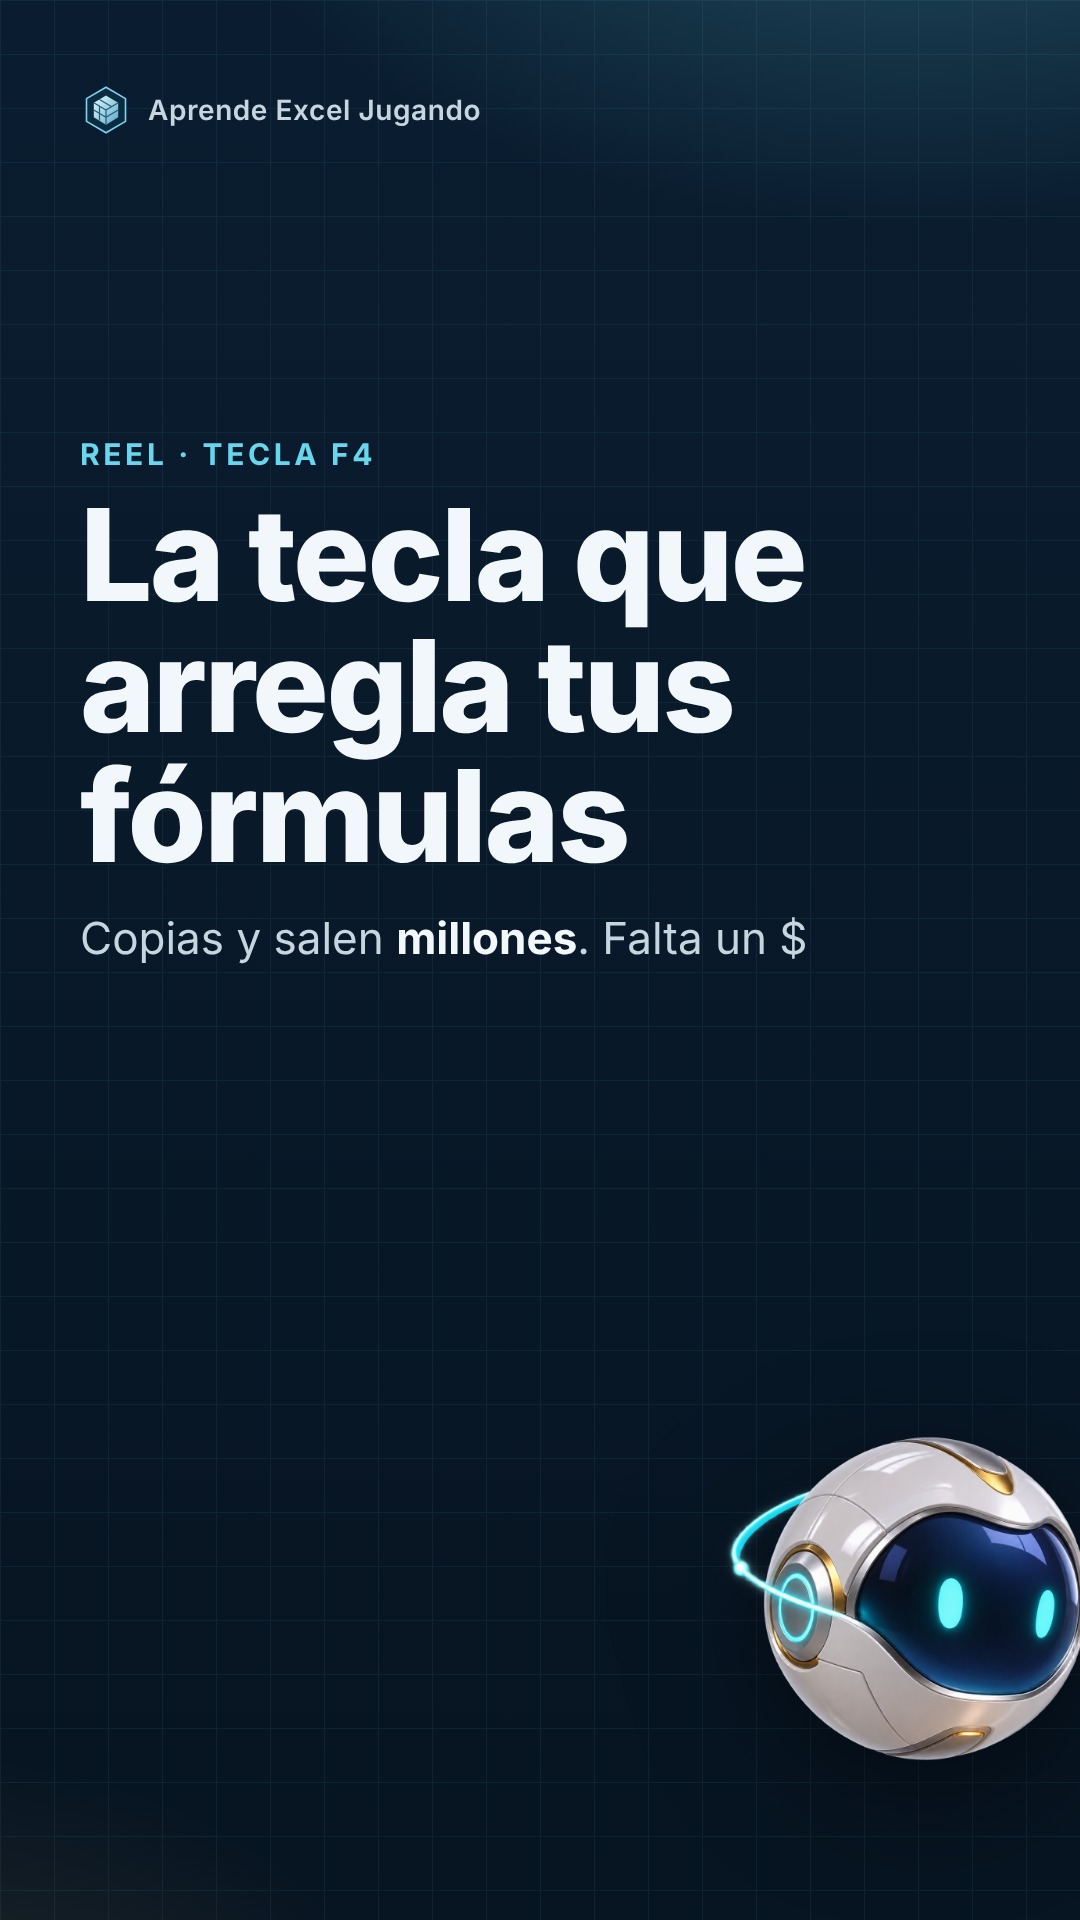 Aprende Excel Jugando
REEL · TECLA F4
La tecla que
arregla tus
fórmulas
Copias y salen millones. Falta un $